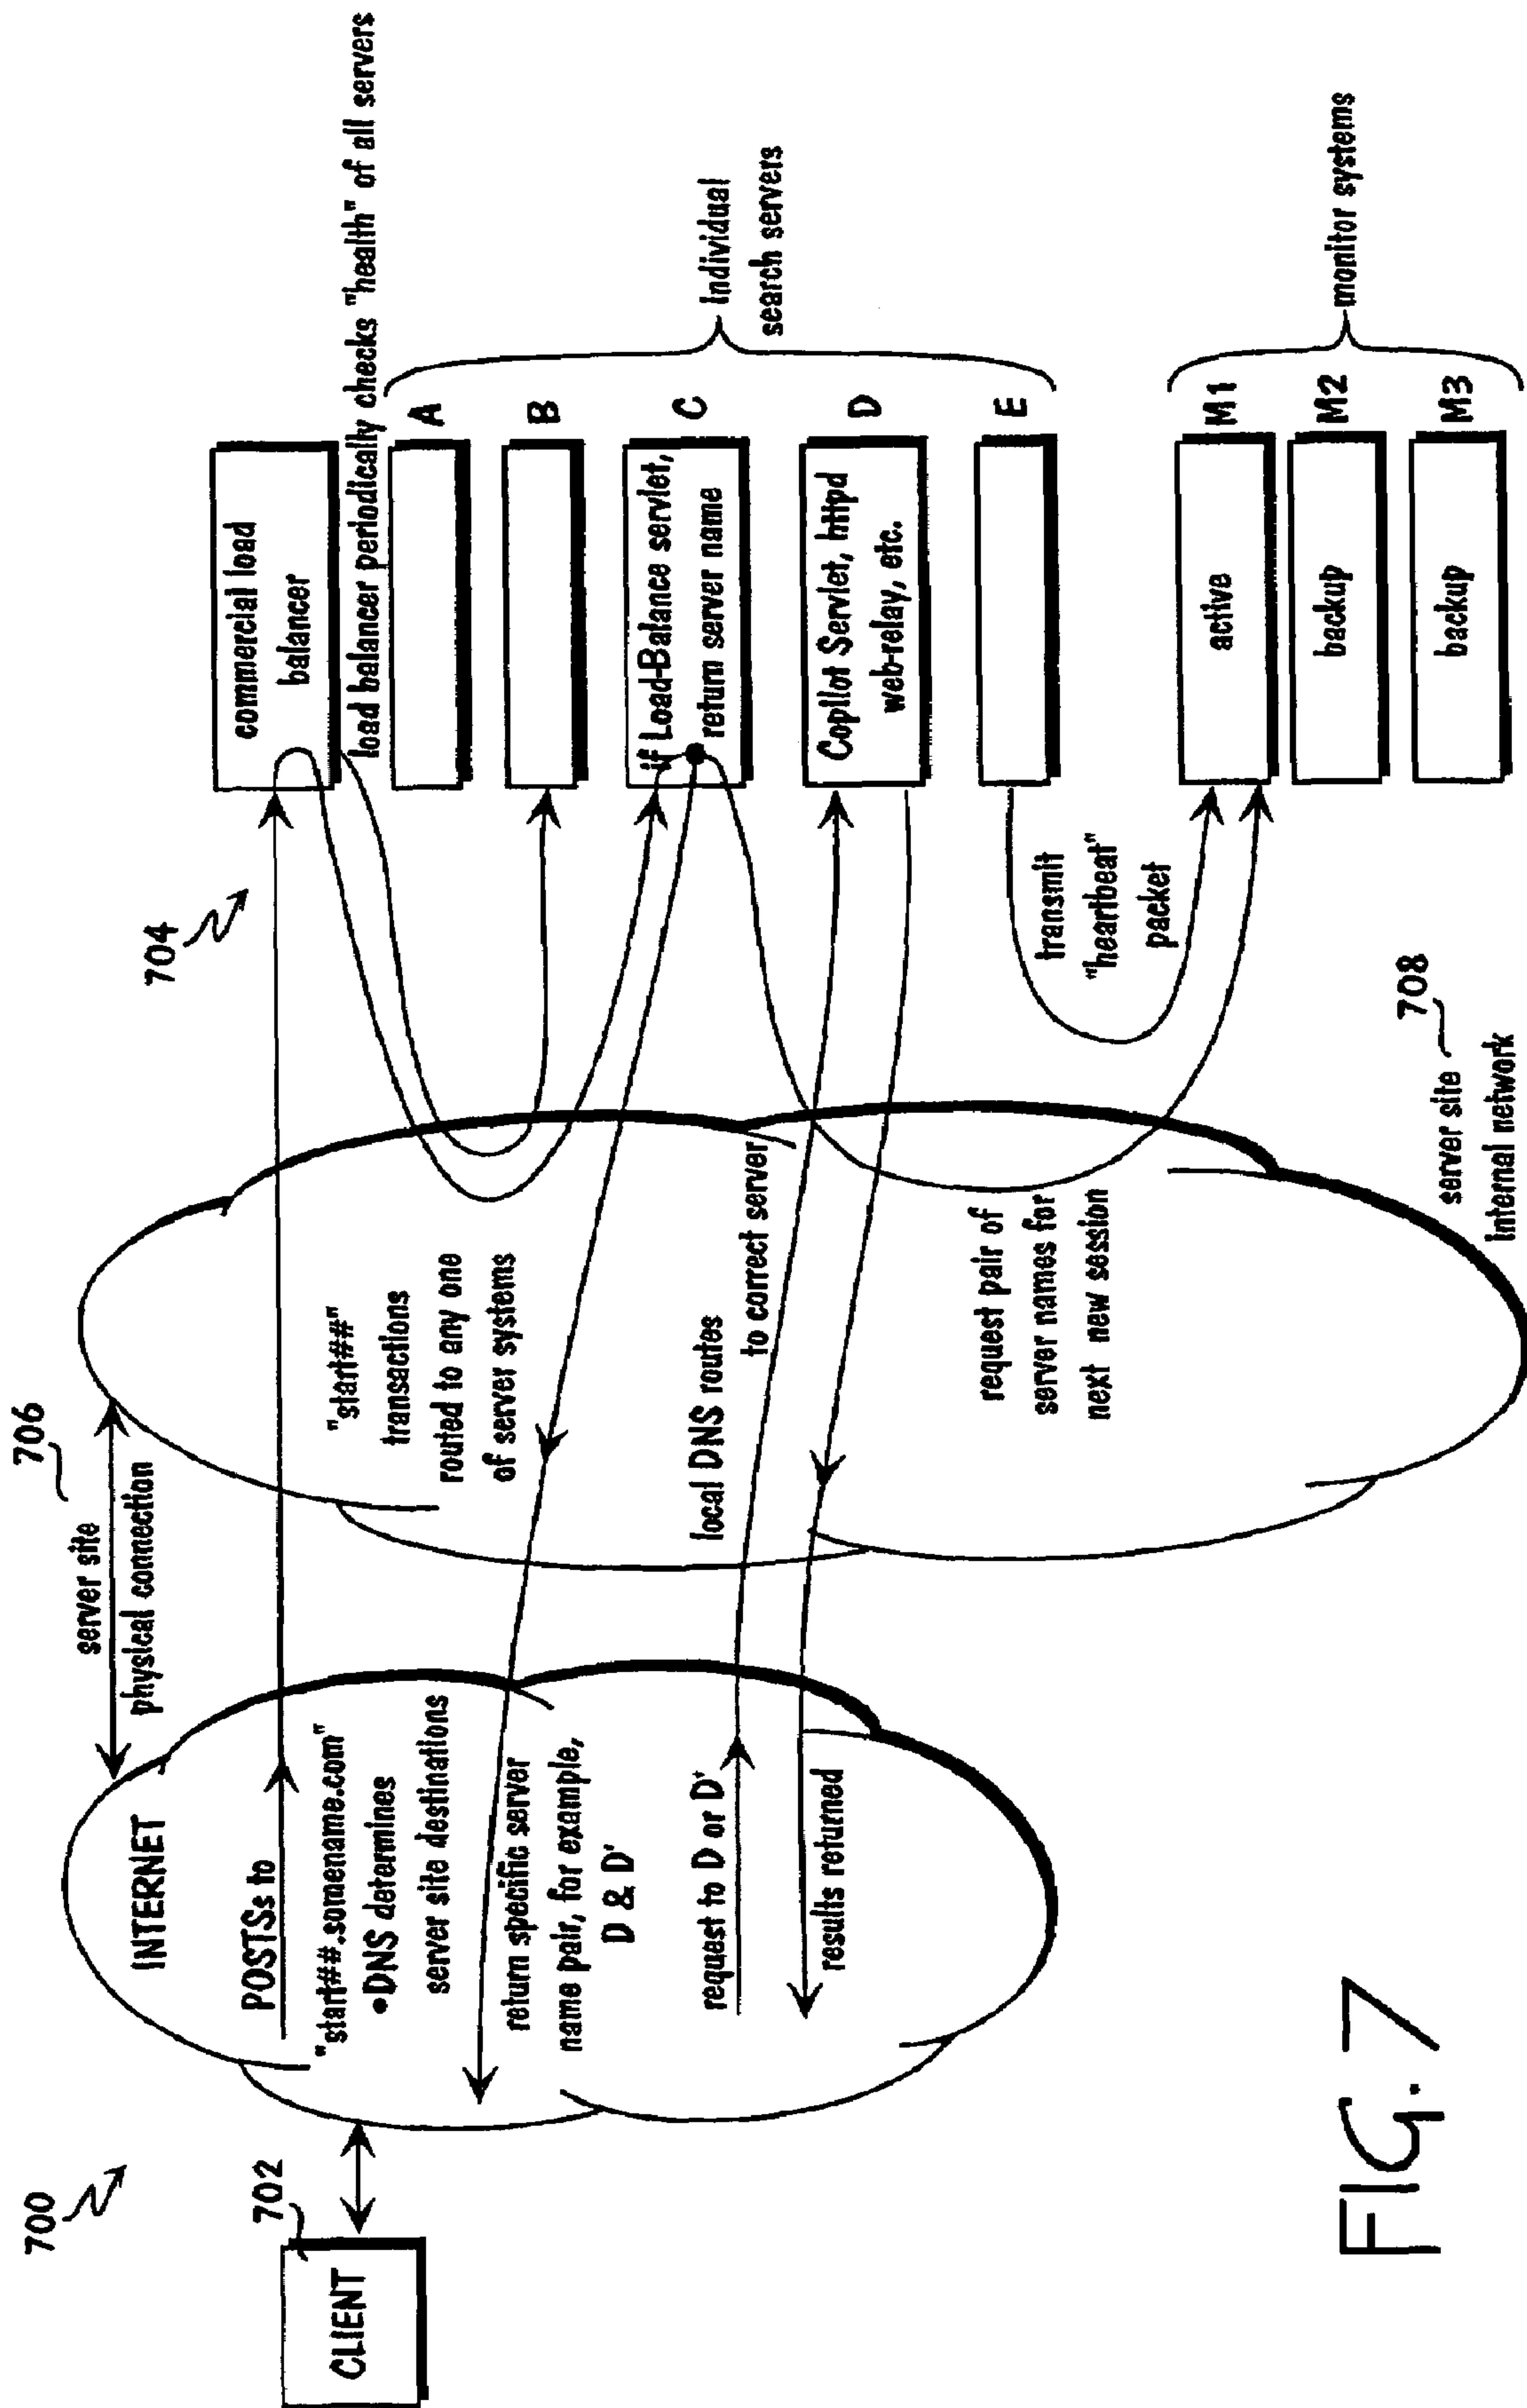 700
702
CLIENT
INTERNET
POSTSs to
"start##.somename.com"
•DNS determines
server site destinations
return specific server
name pair, for example,
D & D'
request to D or D'
results returned
706
server site
physical connection
"start##"
transactions
routed to any one
of server systems
local DNS routes
to correct server
request pair of
server names for
next new session
server site
internal network
708
704
commercial load
balancer
load balancer periodically checks "health" of all servers
A
B
if Load-Balance servlet,
return server name
C
Copilot Servlet, httpd
web-relay, etc.
D
E
Individual
search servers
transmit
"heartbeat"
packet
active
M1
backup
M2
backup
M3
monitor systems
FIG. 7